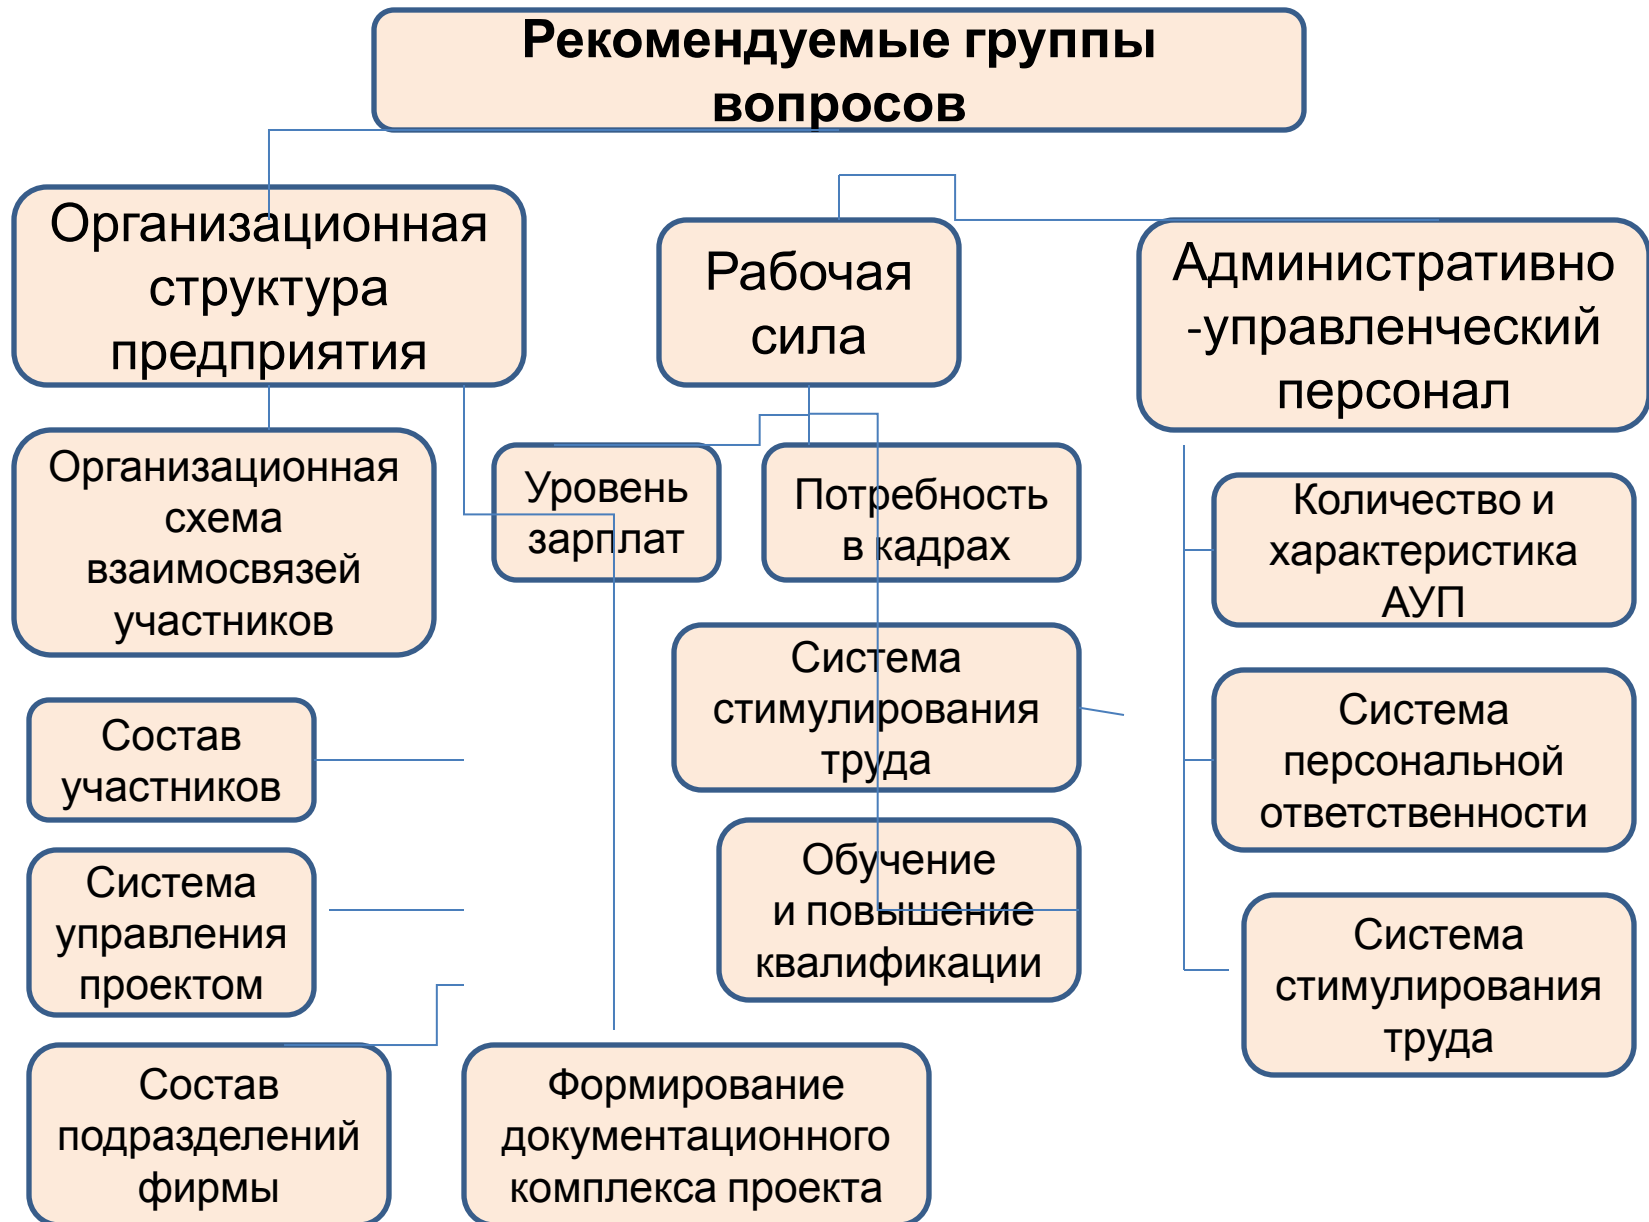 Рекомендуемые группы
вопросов
Организационная
структура
предприятия
Рабочая
сила
Административно
-управленческий
персонал
Организационная
схема
взаимосвязей
участников
Уровень
зарплат
Потребность
в кадрах
Количество и
характеристика
АУП
Состав
участников
Система
стимулирования
труда
Система
персональной
ответственности
Система
управления
проектом
Обучение
и повышение
квалификации
Система
стимулирования
труда
Состав
подразделений
фирмы
Формирование
документационного
комплекса проекта